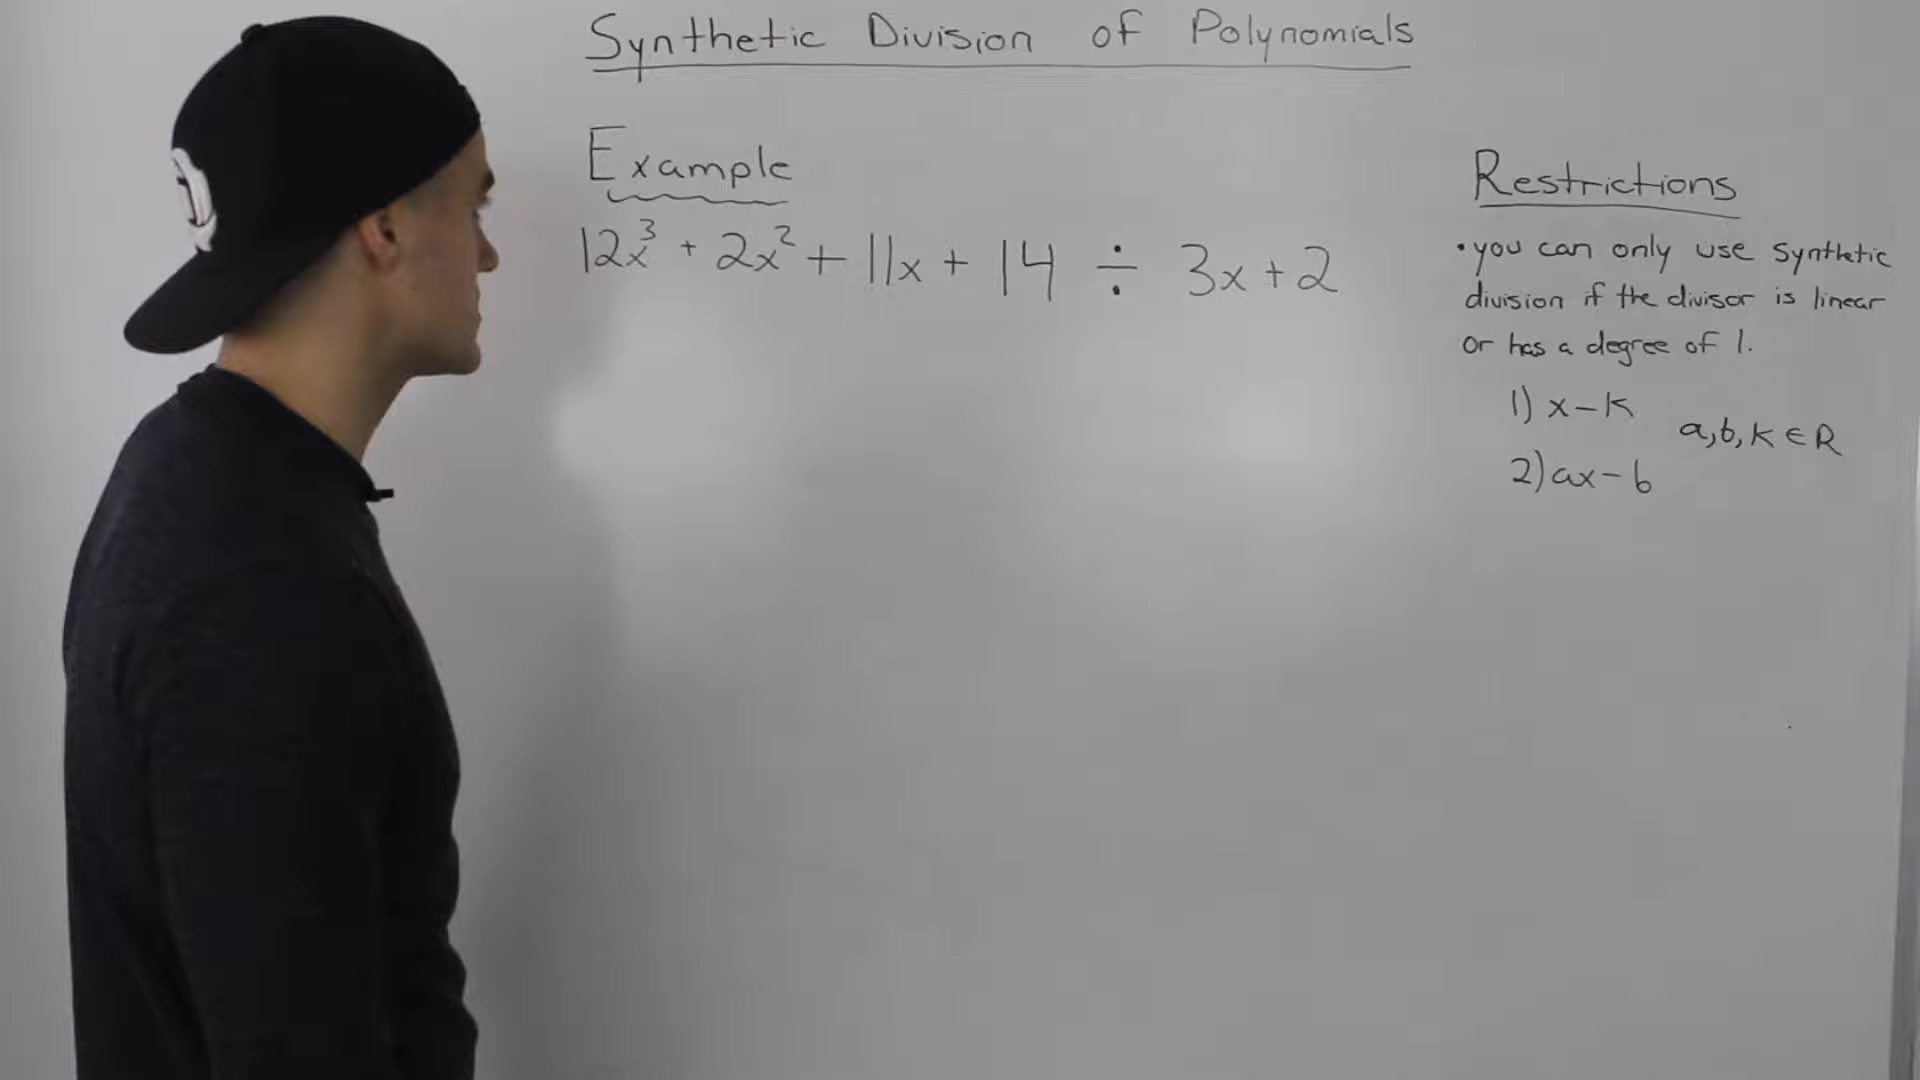 Synthetic Division of Polynomials
Example
12x³ + 2x² + 11x + 14 ÷ 3x + 2
Restrictions
• you can only use synthetic
division if the divisor is linear
or has a degree of 1.
1) x - k
a, b, k ∈ R
2) ax - b